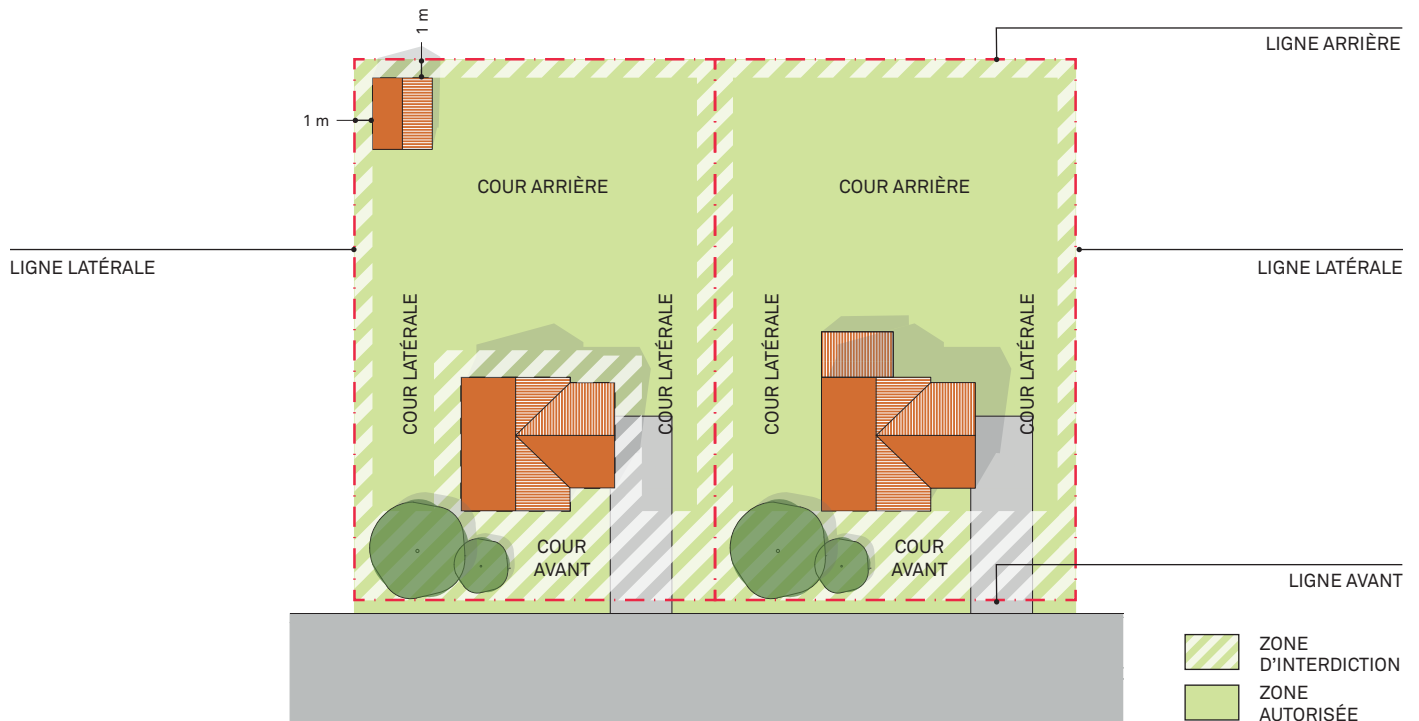 1 m
LIGNE ARRIÈRE
1 m
COUR ARRIÈRE
COUR ARRIÈRE
LIGNE LATÉRALE
LIGNE LATÉRALE
COUR LATÉRALE
COUR LATÉRALE
COUR LATÉRALE
COUR LATÉRALE
COUR
AVANT
COUR
AVANT
LIGNE AVANT
ZONE
D'INTERDICTION
ZONE
AUTORISÉE